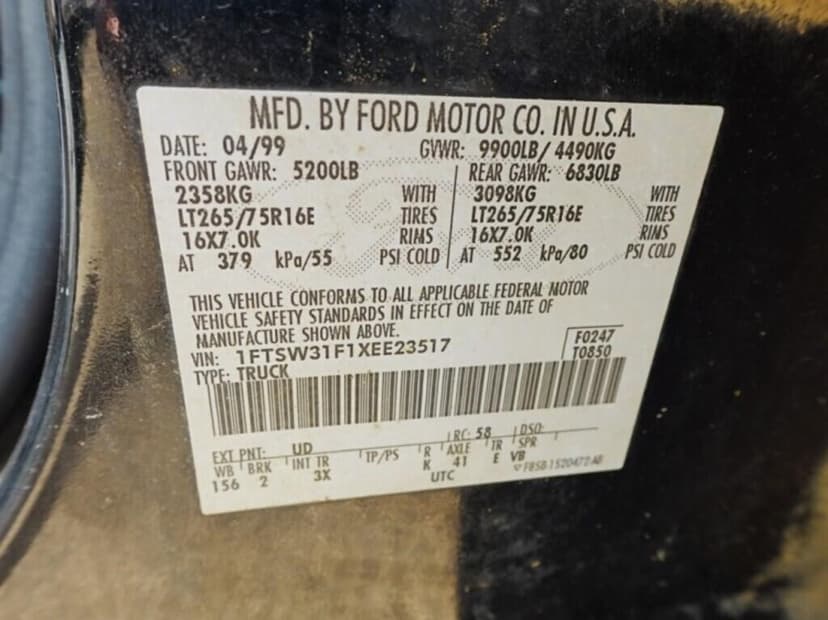 MFD. BY FORD MOTOR CO. IN U.S.A.
DATE: 04/99 GVWR: 9900LB/ 4490KG
FRONT GAWR: 5200LB REAR GAWR: 6830LB
2358KG WITH 3098KG WITH
LT265/75R16E TIRES LT265/75R16E TIRES
16X7.0K RIMS 16X7.0K RIMS
AT 379 kPa/55 PSI COLD AT 552 kPa/80 PSI COLD
THIS VEHICLE CONFORMS TO ALL APPLICABLE FEDERAL MOTOR
VEHICLE SAFETY STANDARDS IN EFFECT ON THE DATE OF
MANUFACTURE SHOWN ABOVE.
VIN: 1FTSW31F1XEE23517 F0247
TYPE: TRUCK T0850
EXT PNT: UD RC: 58 DSO:
WB BRK INT TR TP/PS R AXLE TR SPR
156 2 3X K 41 E VB
UTC F85B 1520472 AB